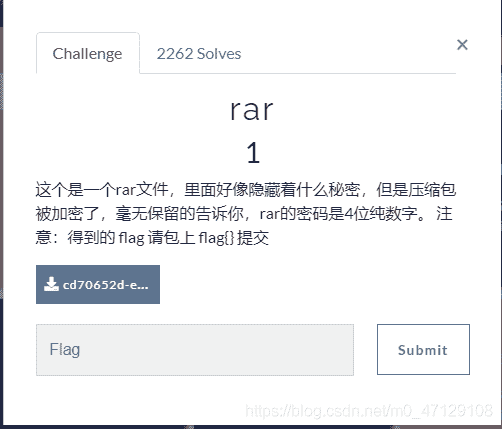 Challenge
2262 Solves
×
rar
1
这个是一个rar文件，里面好像隐藏着什么秘密，但是压缩包
被加密了，毫无保留的告诉你，rar的密码是4位纯数字。 注
意：得到的 flag 请包上 flag{} 提交
cd70652d-e...
Flag
Submit
https://blog.csdn.net/m0_47129108